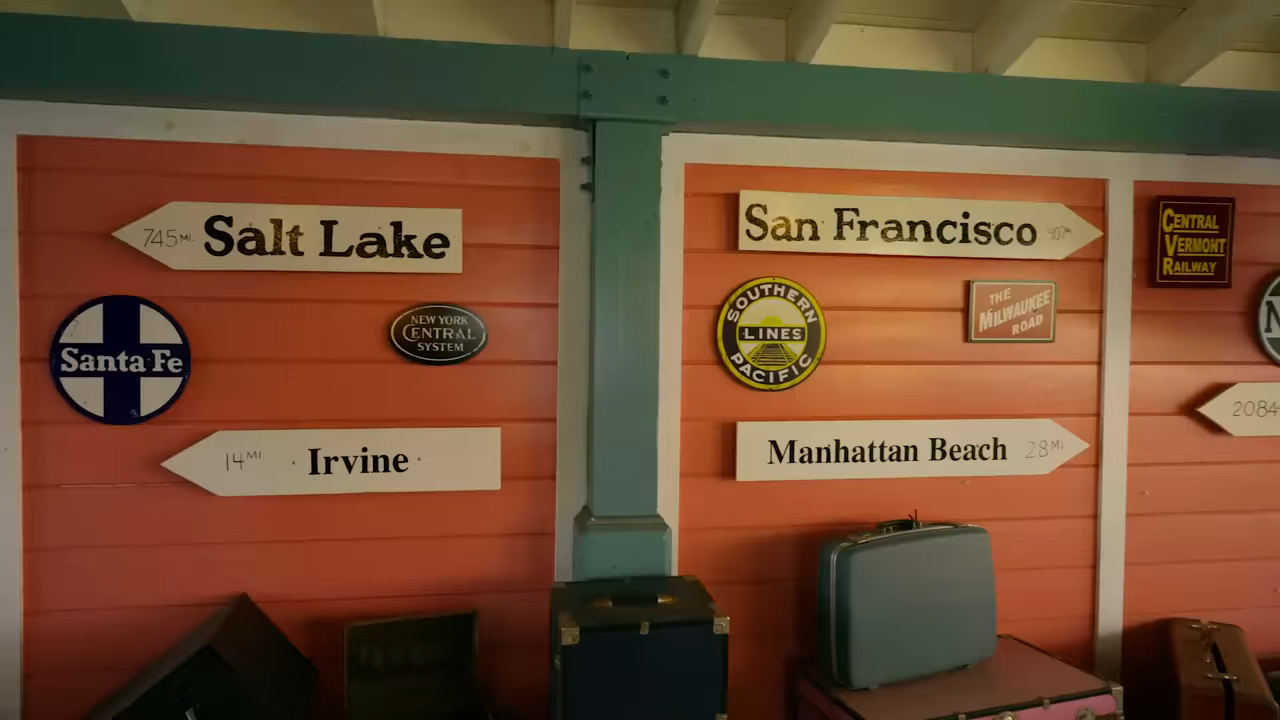 745 MI. Salt Lake
Santa Fe
NEW YORK
CENTRAL
SYSTEM
14 MI. Irvine
San Francisco 407 MI.
SOUTHERN
LINES
PACIFIC
THE
MILWAUKEE
ROAD
Manhattan Beach 28 MI
CENTRAL
VERMONT
RAILWAY
N
2084